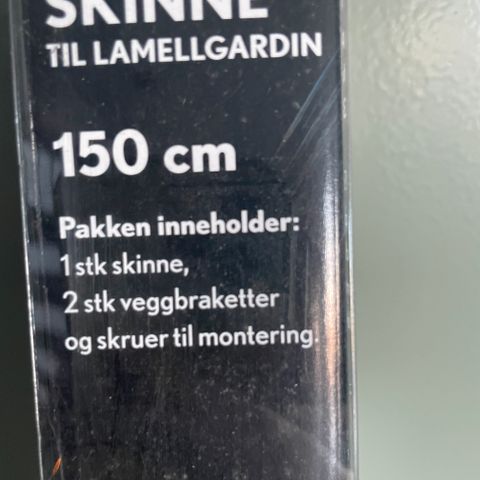 SKINNE
TIL LAMELLGARDIN
150 cm
Pakken inneholder:
1 stk skinne,
2 stk veggbraketter
og skruer til montering.